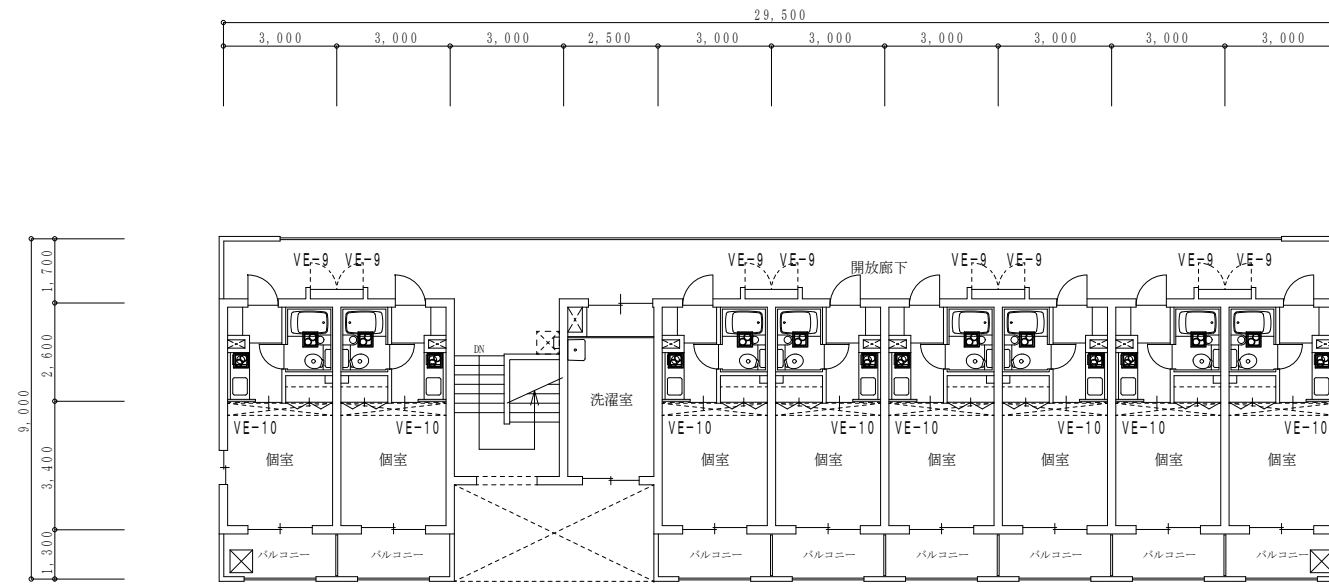 29,500
3,000 3,000 3,000 2,500 3,000 3,000 3,000 3,000 3,000 3,000
9,000
1,700
2,600
3,400
1,300
VE-9 VE-9 VE-9 VE-9 開放廊下 VE-9 VE-9 VE-9 VE-9
DN
洗濯室
VE-10 VE-10 VE-10 VE-10 VE-10 VE-10 VE-10 VE-10
個室 個室 個室 個室 個室 個室 個室 個室
バルコニー バルコニー バルコニー バルコニー バルコニー バルコニー バルコニー バルコニー